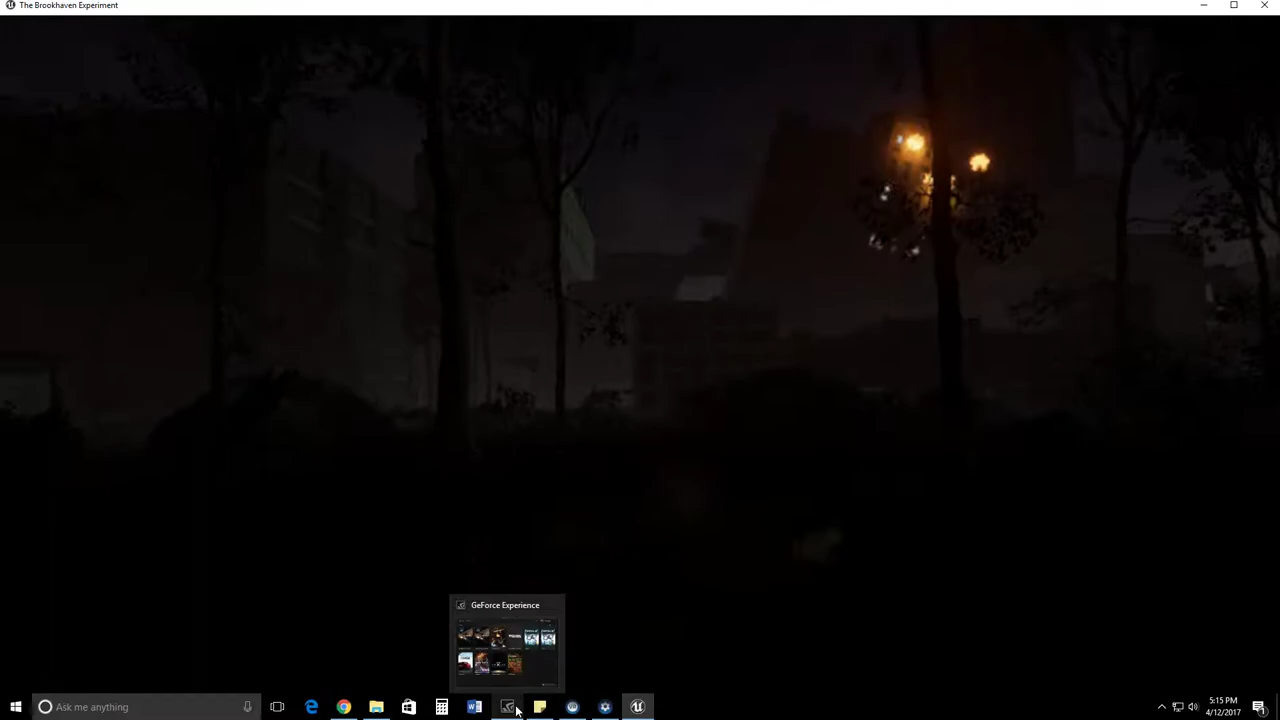 The Brookhaven Experiment
GeForce Experience
Ask me anything
5:15 PM
4/12/2017